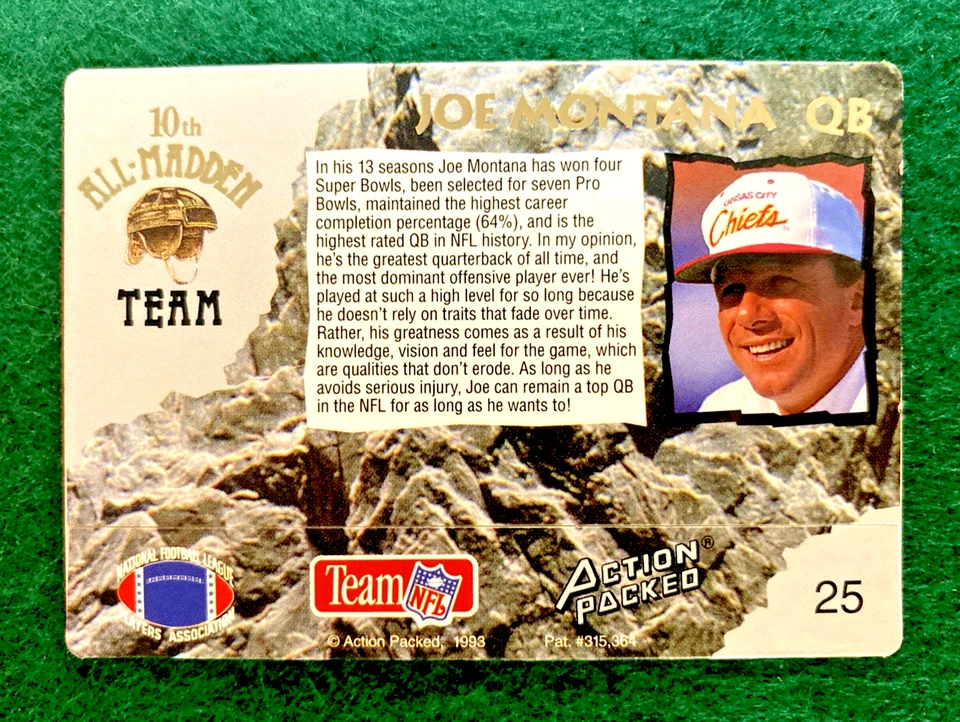 10th
ALL-MADDEN
TEAM
JOE MONTANA QB
In his 13 seasons Joe Montana has won four
Super Bowls, been selected for seven Pro
Bowls, maintained the highest career
completion percentage (64%), and is the
highest rated QB in NFL history. In my opinion,
he's the greatest quarterback of all time, and
the most dominant offensive player ever! He's
played at such a high level for so long because
he doesn't rely on traits that fade over time.
Rather, his greatness comes as a result of his
knowledge, vision and feel for the game, which
are qualities that don't erode. As long as he
avoids serious injury, Joe can remain a top QB
in the NFL for as long as he wants to!
KANSAS CITY
Chiefs
NATIONAL FOOTBALL LEAGUE
PLAYERS ASSOCIATION
Team NFL
ACTION
PACKED®
25
© Action Packed, 1993 Pat. #315,364